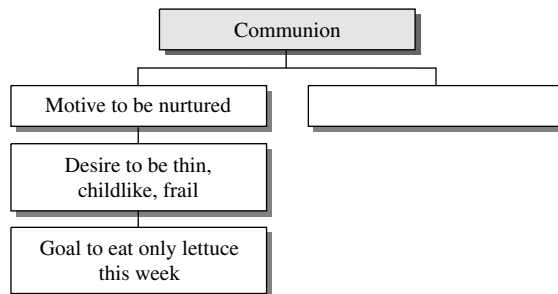 Communion
Motive to be nurtured
Desire to be thin,
childlike, frail
Goal to eat only lettuce
this week